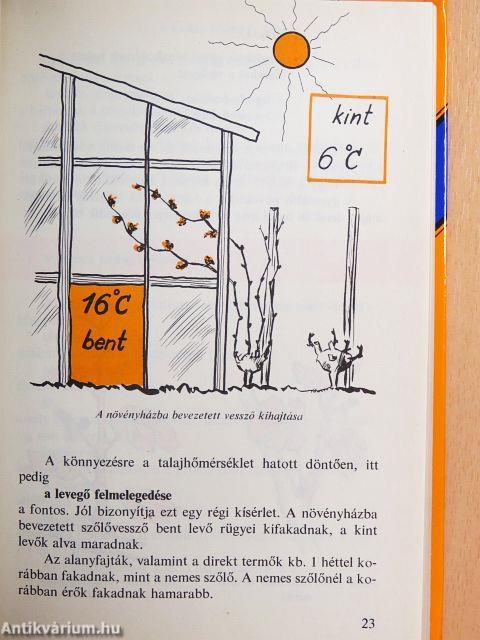 kint
6°C
16°C
bent
A növényházba bevezetett vessző kihajtása
A könnyezésre a talajhőmérséklet hatott döntően, itt
pedig
a levegő felmelegedése
a fontos. Jól bizonyítja ezt egy régi kísérlet. A növényházba
bevezetett szőlővessző bent levő rügyei kifakadnak, a kint
levők alva maradnak.
Az alanyfajták, valamint a direkt termők kb. 1 héttel ko-
rábban fakadnak, mint a nemes szőlő. A nemes szőlőnél a ko-
rábban érők fakadnak hamarabb.
23
Antikvárium.hu